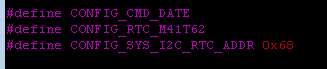 #define CONFIG_CMD_DATE
#define CONFIG_RTC_M41T62
#define CONFIG_SYS_I2C_RTC_ADDR 0x68